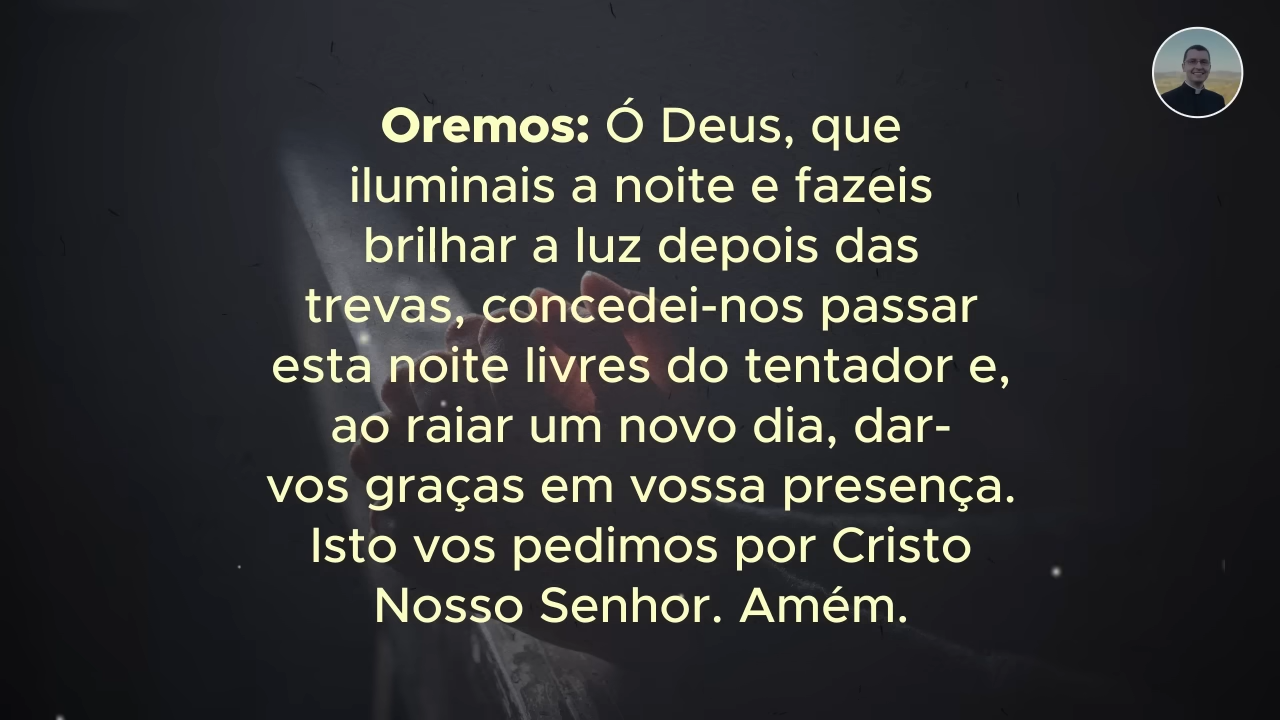 Oremos: Ó Deus, que
iluminais a noite e fazeis
brilhar a luz depois das
trevas, concedei-nos passar
esta noite livres do tentador e,
ao raiar um novo dia, dar-
vos graças em vossa presença.
Isto vos pedimos por Cristo
Nosso Senhor. Amém.